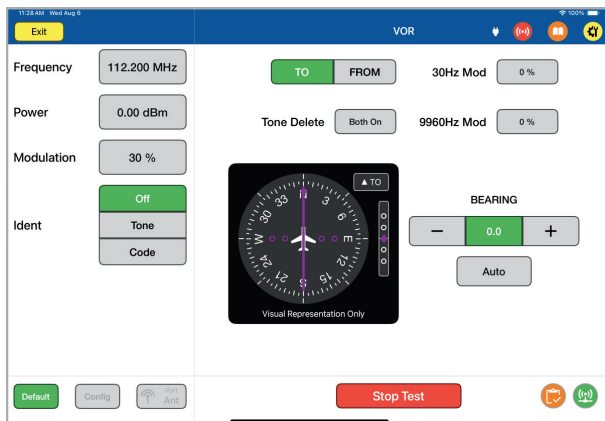 11:28 AM Wed Aug 6
100%
Exit
VOR
Frequency 112.200 MHz
TO FROM
30Hz Mod 0 %
Power 0.00 dBm
Tone Delete Both On
9960Hz Mod 0 %
Modulation 30 %
Ident
Off
Tone
Code
▲ TO
N 3 6 E 12 15 S 21 24 W 30 33
Visual Representation Only
BEARING
− 0.0 +
Auto
Default
Config
Port
Ant
Stop Test